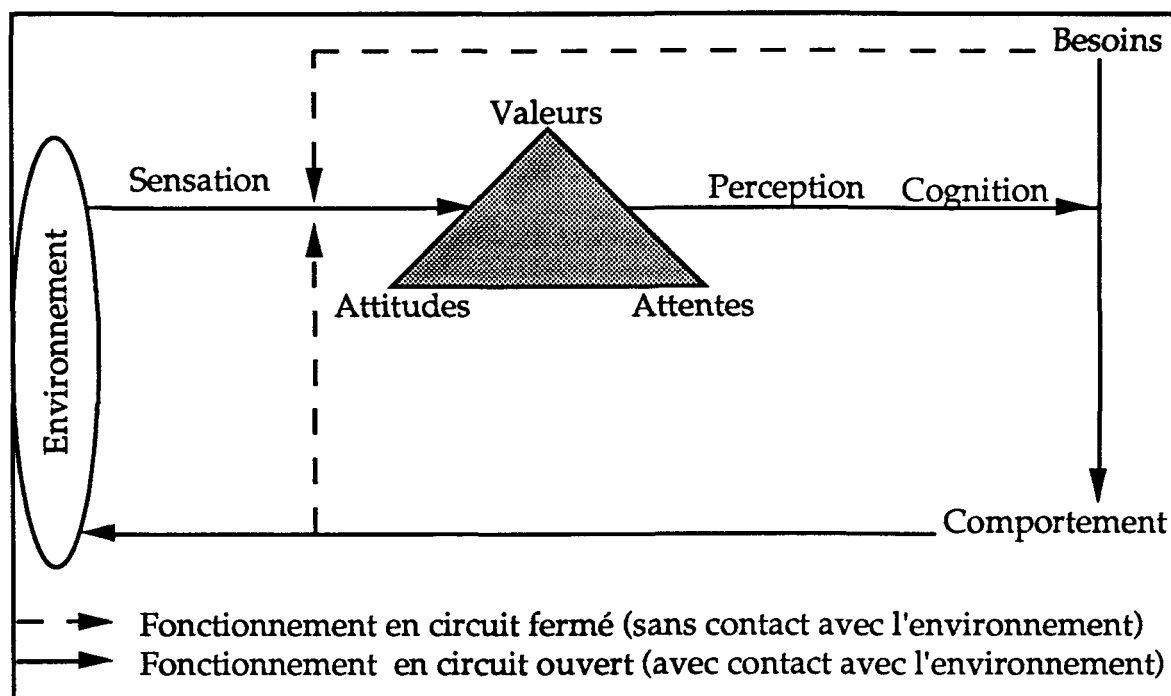 Besoins
Valeurs
Sensation
Perception Cognition
Environnement
Attitudes Attentes
Comportement
Fonctionnement en circuit fermé (sans contact avec l'environnement)
Fonctionnement en circuit ouvert (avec contact avec l'environnement)